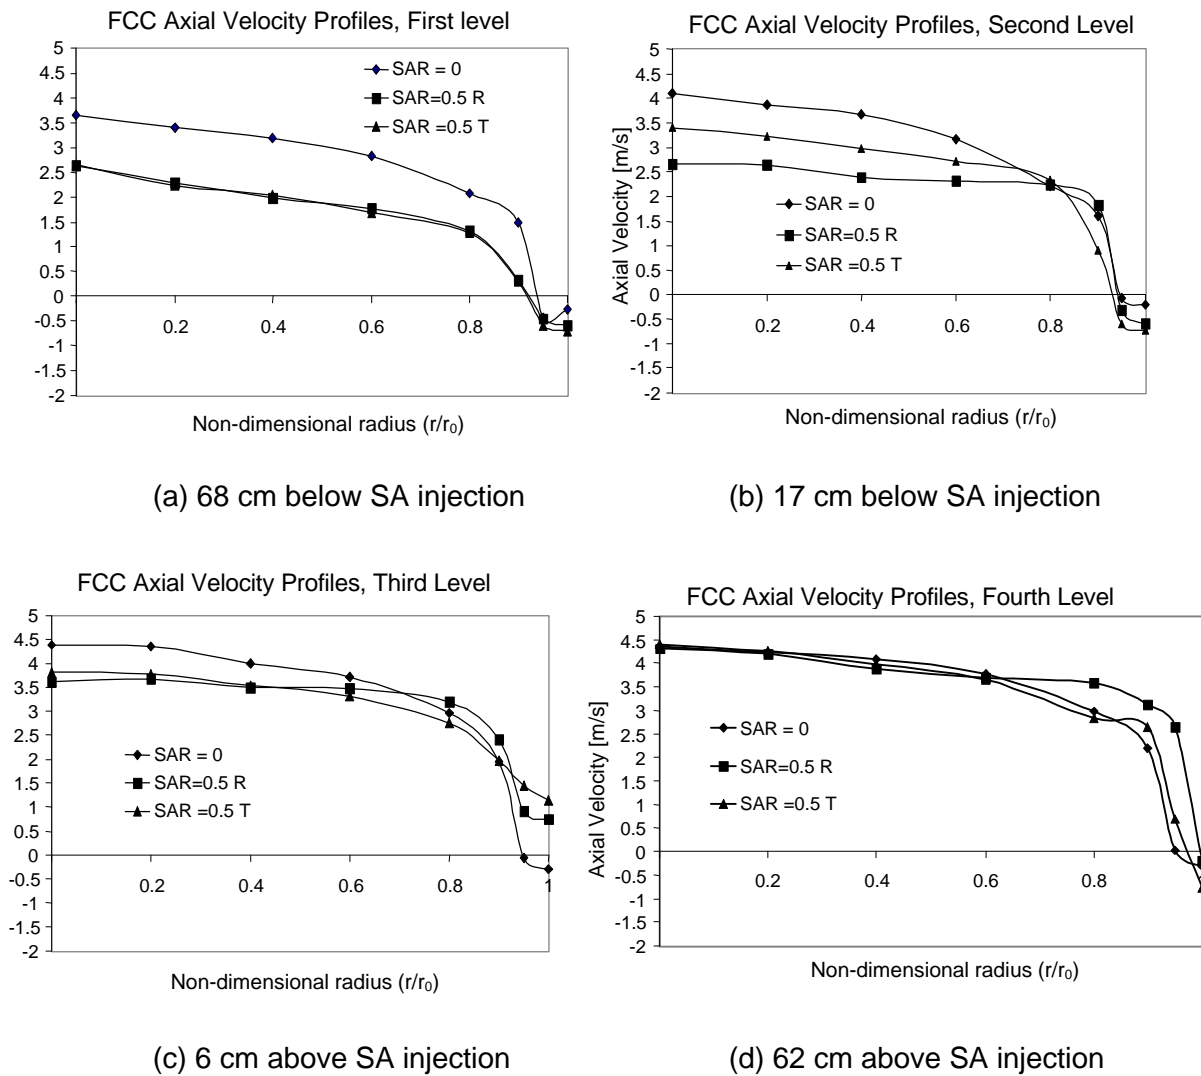 FCC Axial Velocity Profiles, First level
5
4.5
4
3.5
3
2.5
2
1.5
1
0.5
0
-0.5
-1
-1.5
-2
SAR = 0
SAR=0.5 R
SAR =0.5 T
0.2
0.4
0.6
0.8
Non-dimensional radius (r/r₀)
(a) 68 cm below SA injection
FCC Axial Velocity Profiles, Second Level
Axial Velocity [m/s]
5
4.5
4
3.5
3
2.5
2
1.5
1
0.5
0
-0.5
-1
-1.5
-2
SAR = 0
SAR=0.5 R
SAR =0.5 T
0.2
0.4
0.6
0.8
Non-dimensional radius (r/r₀)
(b) 17 cm below SA injection
FCC Axial Velocity Profiles, Third Level
5
4.5
4
3.5
3
2.5
2
1.5
1
0.5
0
-0.5
-1
-1.5
-2
SAR = 0
SAR=0.5 R
SAR =0.5 T
0.2
0.4
0.6
0.8
1
Non-dimensional radius (r/r₀)
(c) 6 cm above SA injection
FCC Axial Velocity Profiles, Fourth Level
Axial Velocity [m/s]
5
4.5
4
3.5
3
2.5
2
1.5
1
0.5
0
-0.5
-1
-1.5
-2
SAR = 0
SAR=0.5 R
SAR =0.5 T
0.2
0.4
0.6
0.8
Non-dimensional radius (r/r₀)
(d) 62 cm above SA injection